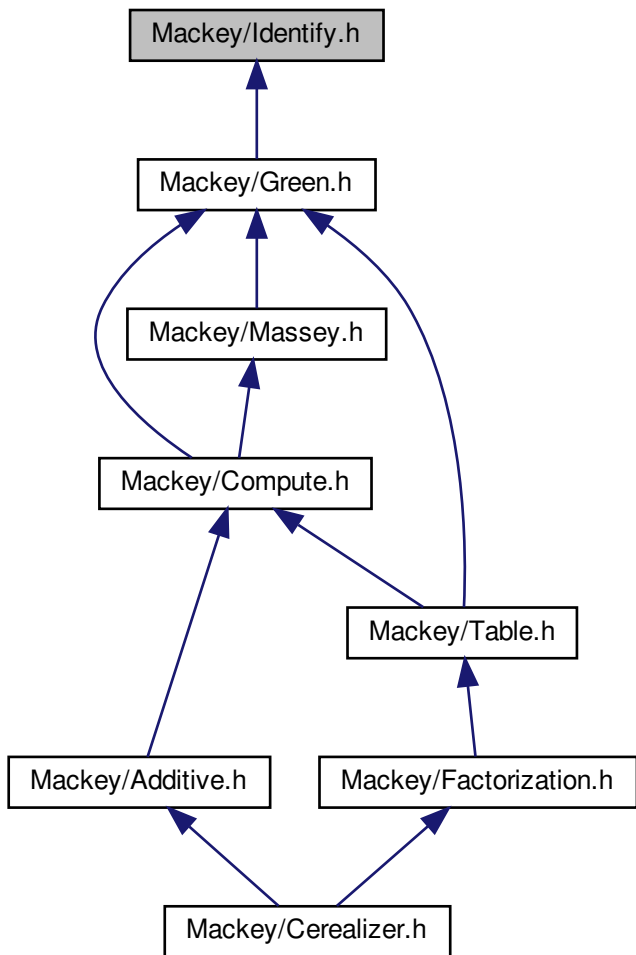 Mackey/Identify.h
Mackey/Green.h
Mackey/Massey.h
Mackey/Compute.h
Mackey/Table.h
Mackey/Additive.h
Mackey/Factorization.h
Mackey/Cerealizer.h